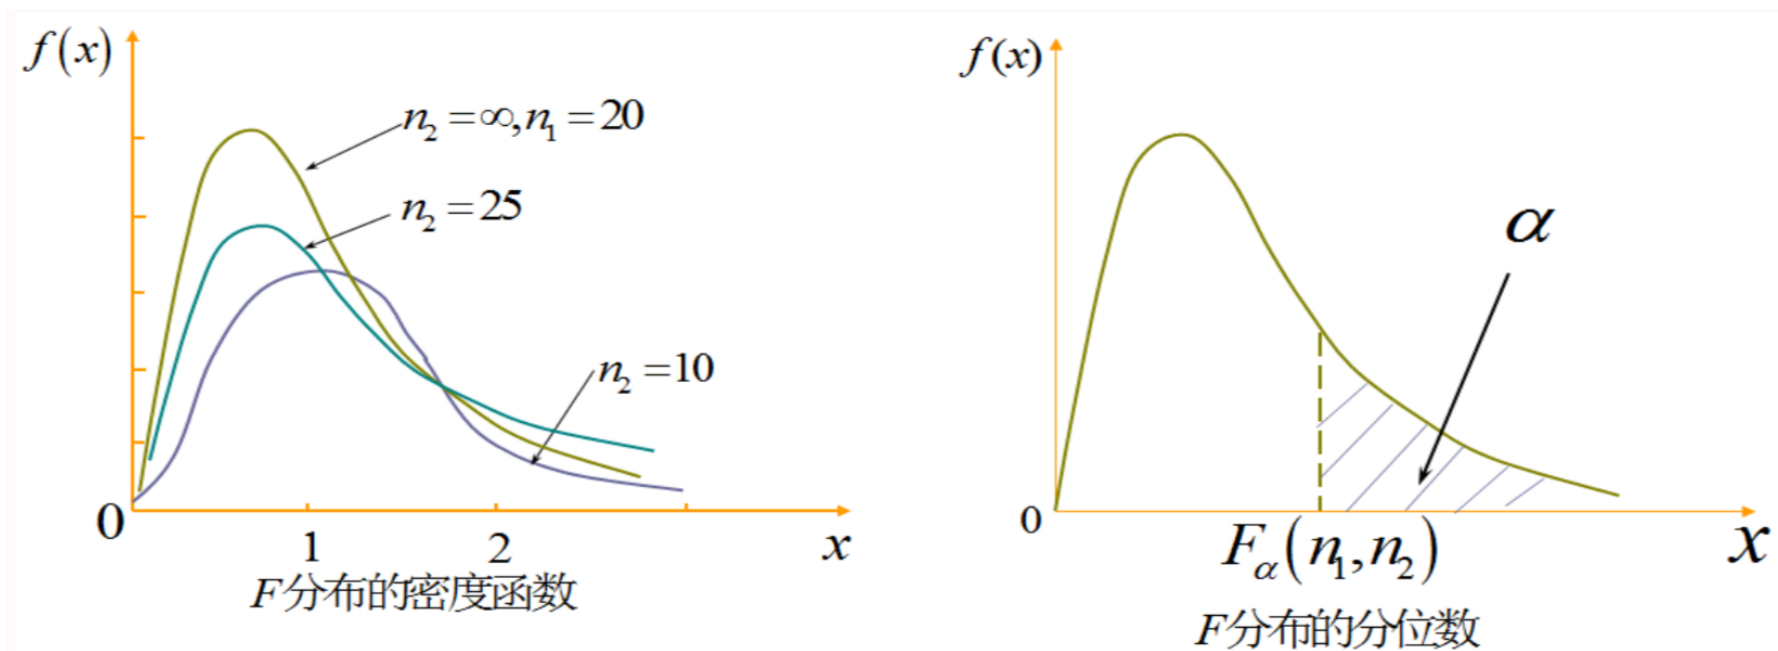 f(x)
n₂=∞,n₁=20
n₂=25
n₂=10
0
1
2
x
F分布的密度函数
f(x)
α
0
Fα(n₁,n₂)
x
F分布的分位数